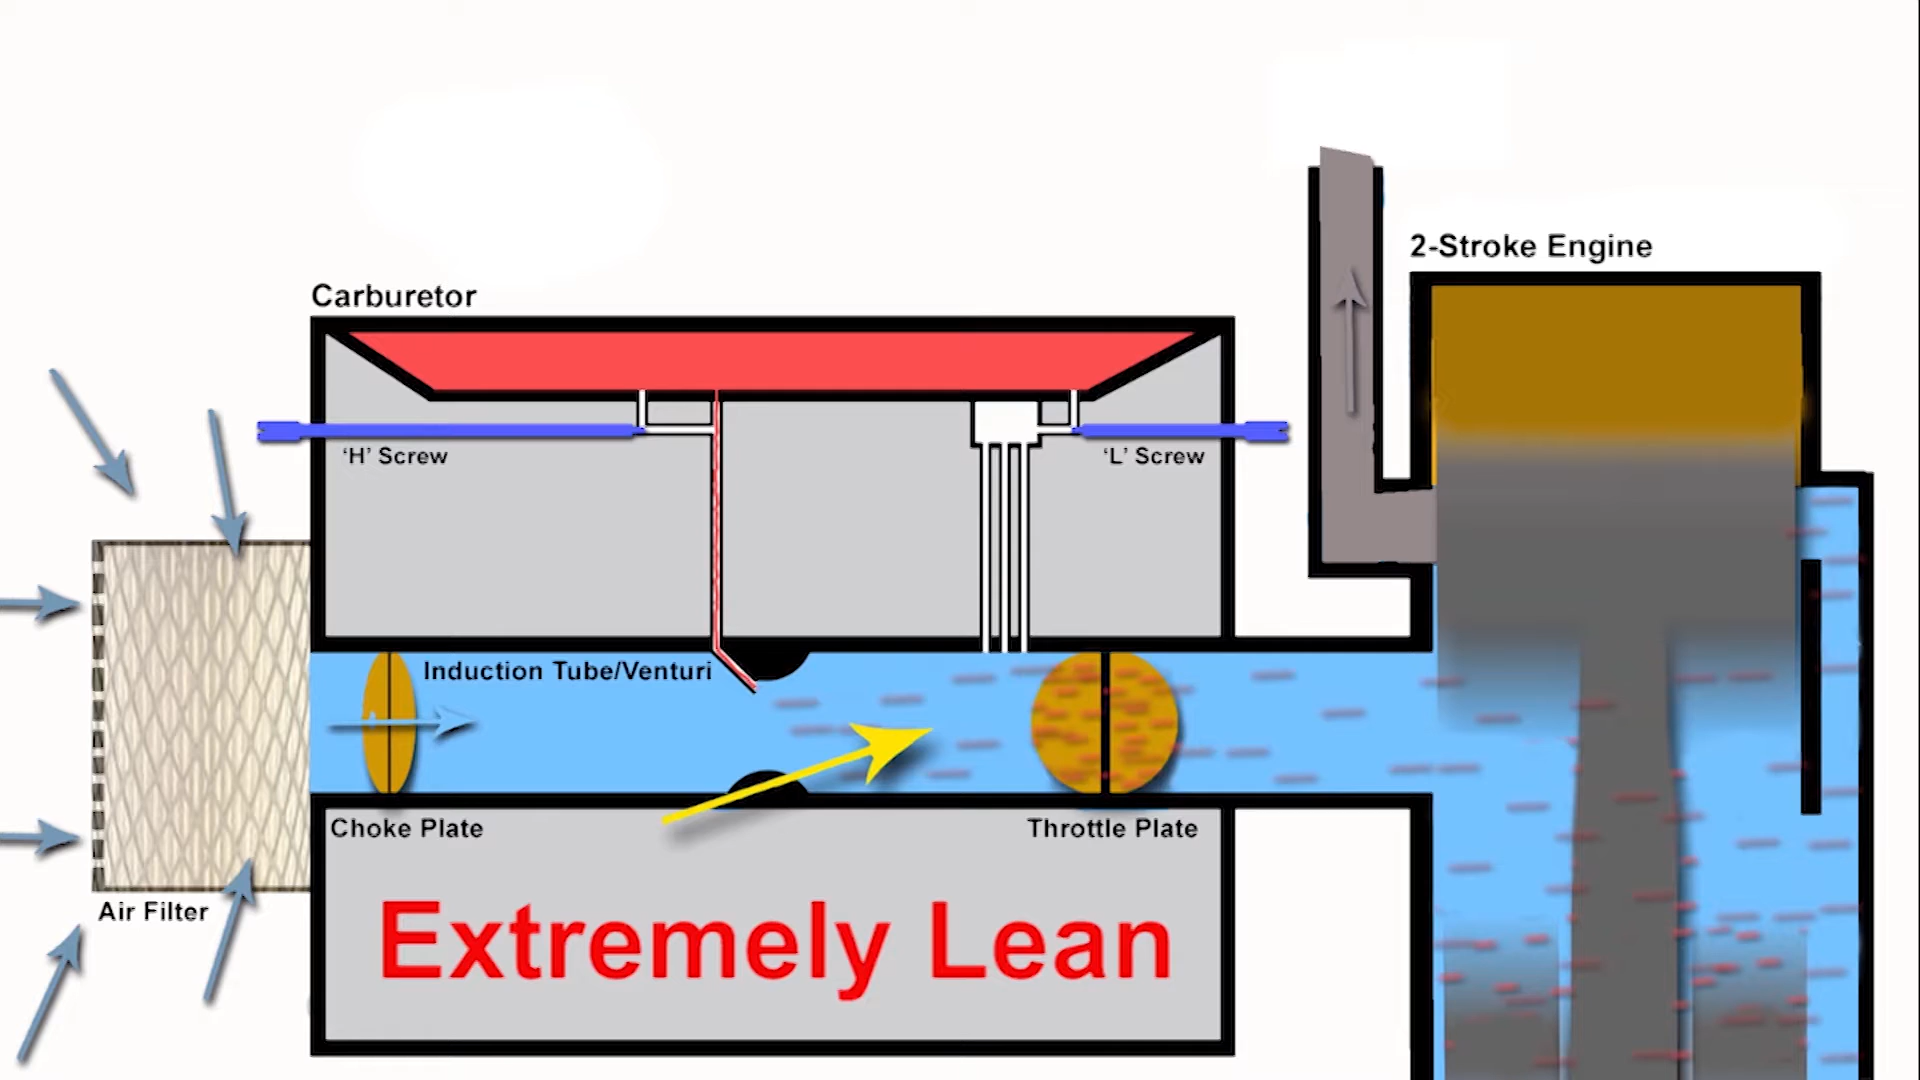 2-Stroke Engine
Carburetor
‘H’ Screw
‘L’ Screw
Induction Tube/Venturi
Choke Plate
Throttle Plate
Air Filter
Extremely Lean